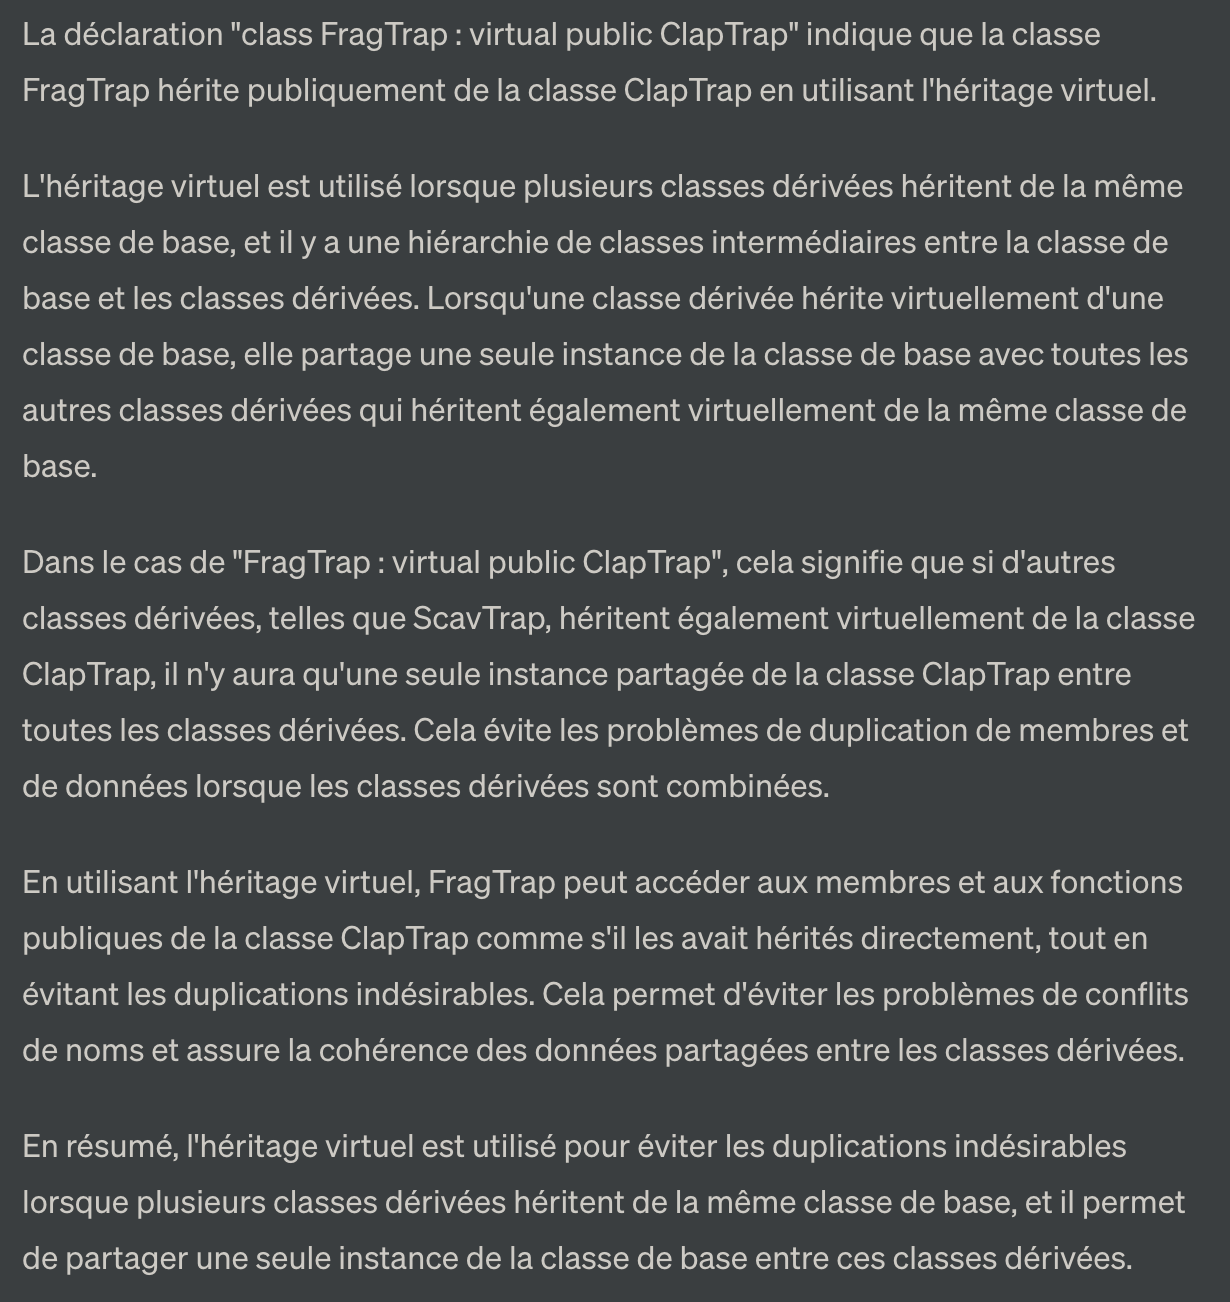 La déclaration "class FragTrap : virtual public ClapTrap" indique que la classe
FragTrap hérite publiquement de la classe ClapTrap en utilisant l'héritage virtuel.
L'héritage virtuel est utilisé lorsque plusieurs classes dérivées héritent de la même
classe de base, et il y a une hiérarchie de classes intermédiaires entre la classe de
base et les classes dérivées. Lorsqu'une classe dérivée hérite virtuellement d'une
classe de base, elle partage une seule instance de la classe de base avec toutes les
autres classes dérivées qui héritent également virtuellement de la même classe de
base.
Dans le cas de "FragTrap : virtual public ClapTrap", cela signifie que si d'autres
classes dérivées, telles que ScavTrap, héritent également virtuellement de la classe
ClapTrap, il n'y aura qu'une seule instance partagée de la classe ClapTrap entre
toutes les classes dérivées. Cela évite les problèmes de duplication de membres et
de données lorsque les classes dérivées sont combinées.
En utilisant l'héritage virtuel, FragTrap peut accéder aux membres et aux fonctions
publiques de la classe ClapTrap comme s'il les avait hérités directement, tout en
évitant les duplications indésirables. Cela permet d'éviter les problèmes de conflits
de noms et assure la cohérence des données partagées entre les classes dérivées.
En résumé, l'héritage virtuel est utilisé pour éviter les duplications indésirables
lorsque plusieurs classes dérivées héritent de la même classe de base, et il permet
de partager une seule instance de la classe de base entre ces classes dérivées.